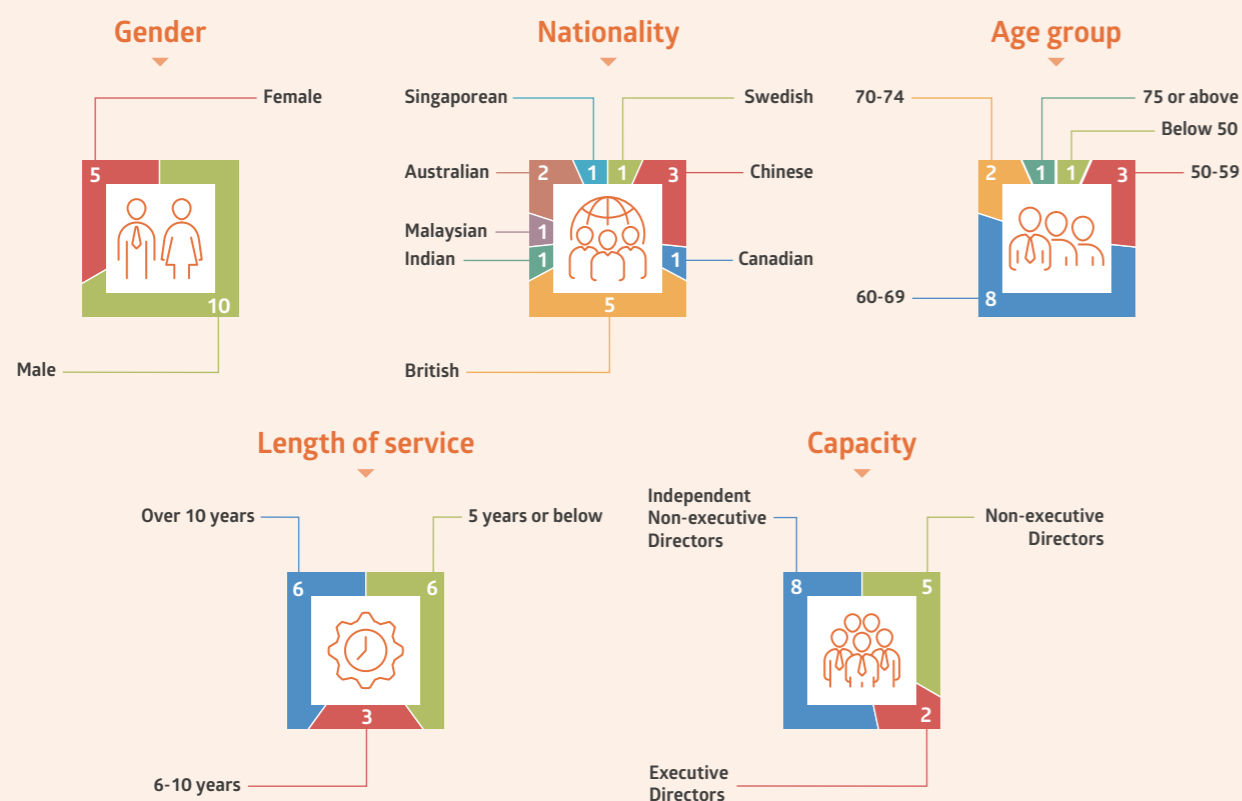 Gender
Female
5
10
Male
Nationality
Singaporean
Swedish
Australian
2
1
1
3
Chinese
Malaysian
1
Indian
1
1
Canadian
5
British
Age group
70-74
75 or above
Below 50
2
1
1
3
50-59
60-69
8
Length of service
Over 10 years
5 years or below
6
6
3
6-10 years
Capacity
Independent
Non-executive
Directors
Non-executive
Directors
8
5
2
Executive
Directors